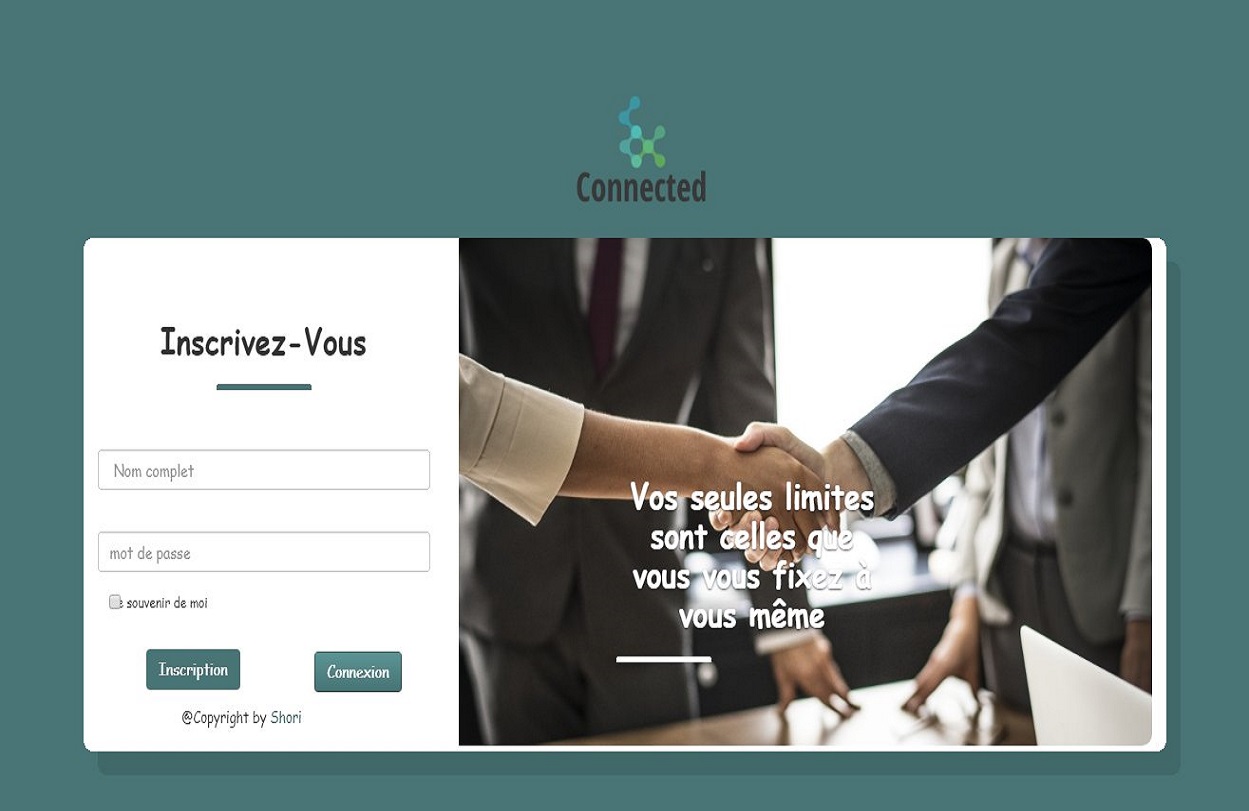 Connected
Inscrivez-Vous
Nom complet
mot de passe
e souvenir de moi
Inscription
Connexion
@Copyright by Shori
Vos seules limites
sont celles que
vous vous fixez à
vous même